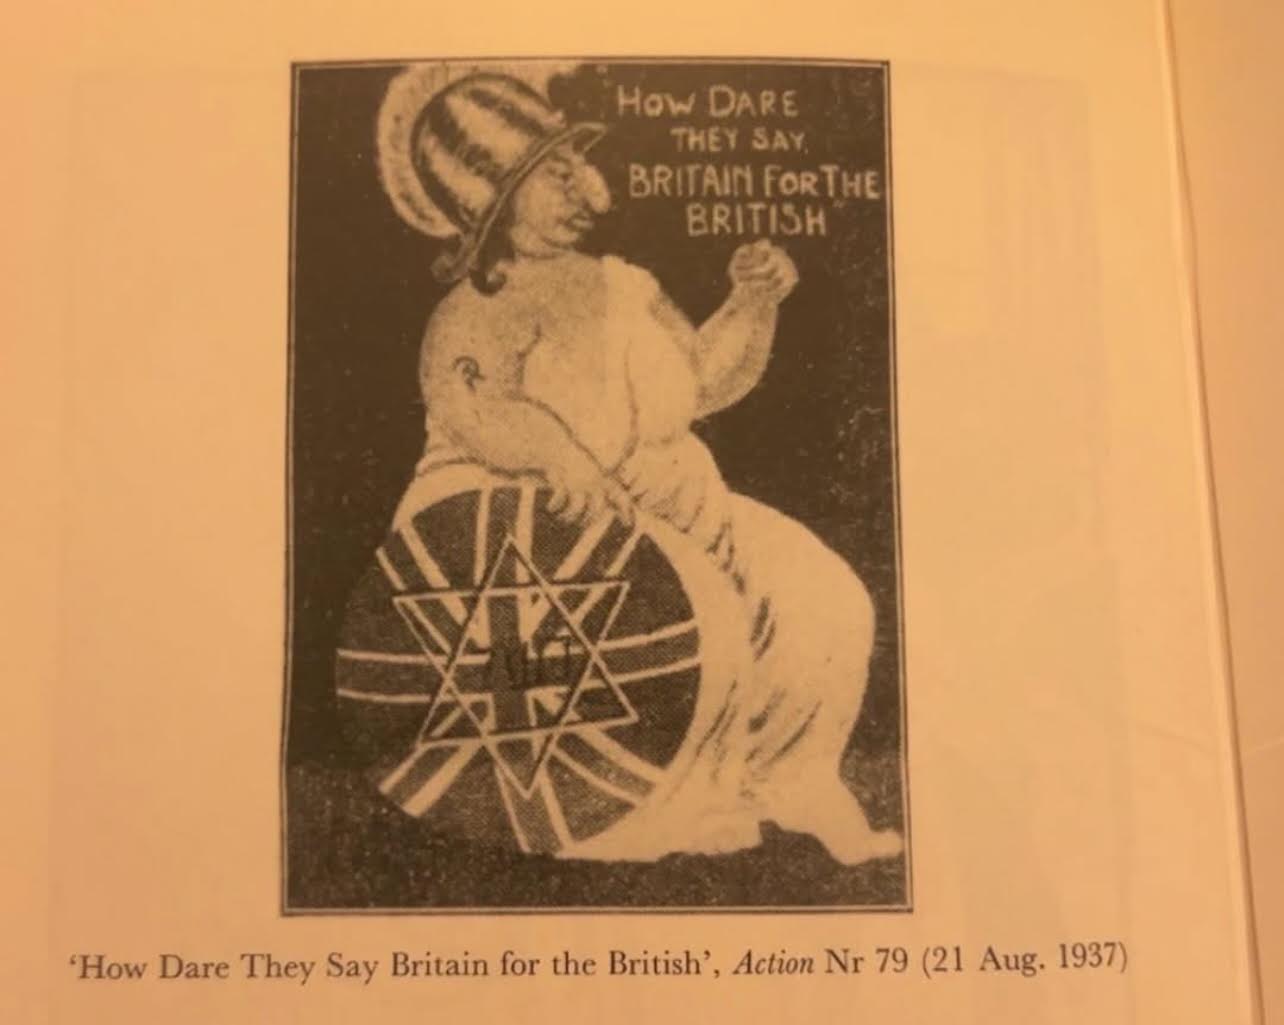 HOW DARE
THEY SAY,
BRITAIN FOR THE
BRITISH"
‘How Dare They Say Britain for the British’, Action Nr 79 (21 Aug. 1937)